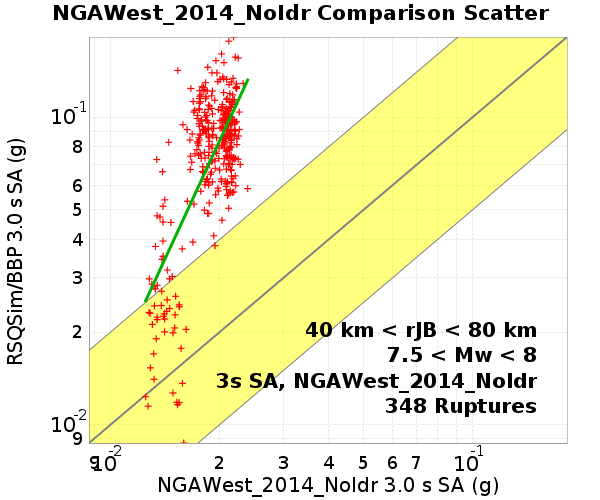 NGAWest_2014_NoIdr Comparison Scatter
RSQSim/BBP 3.0 s SA (g)
10-1
8
6
5
4
3
2
10-2
9
40 km < rJB < 80 km
7.5 < Mw < 8
3s SA, NGAWest_2014_NoIdr
348 Ruptures
9 10-2 2 3 4 5 6 7 10-1
NGAWest_2014_NoIdr 3.0 s SA (g)